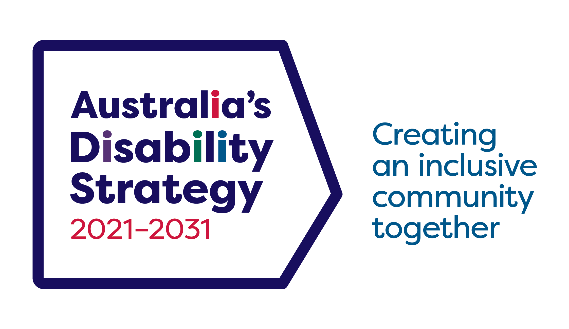 Australia's
Disability
Strategy
2021–2031
Creating
an inclusive
community
together